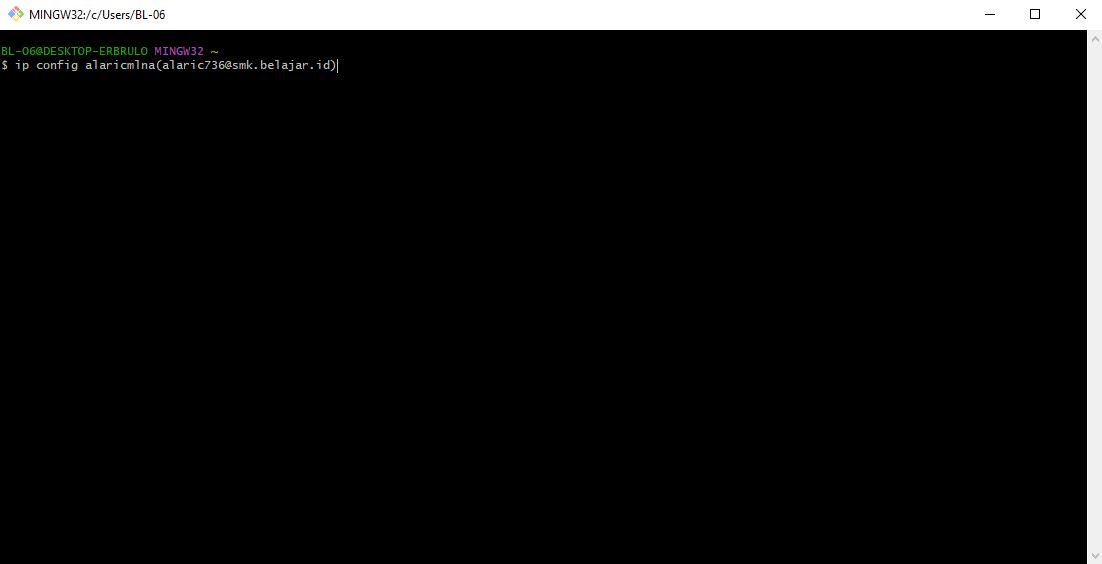 MINGW32:/c/Users/BL-06
BL-06@DESKTOP-ERBRULO MINGW32 ~
$ ip config alaricmlna(alaric736@smk.belajar.id)